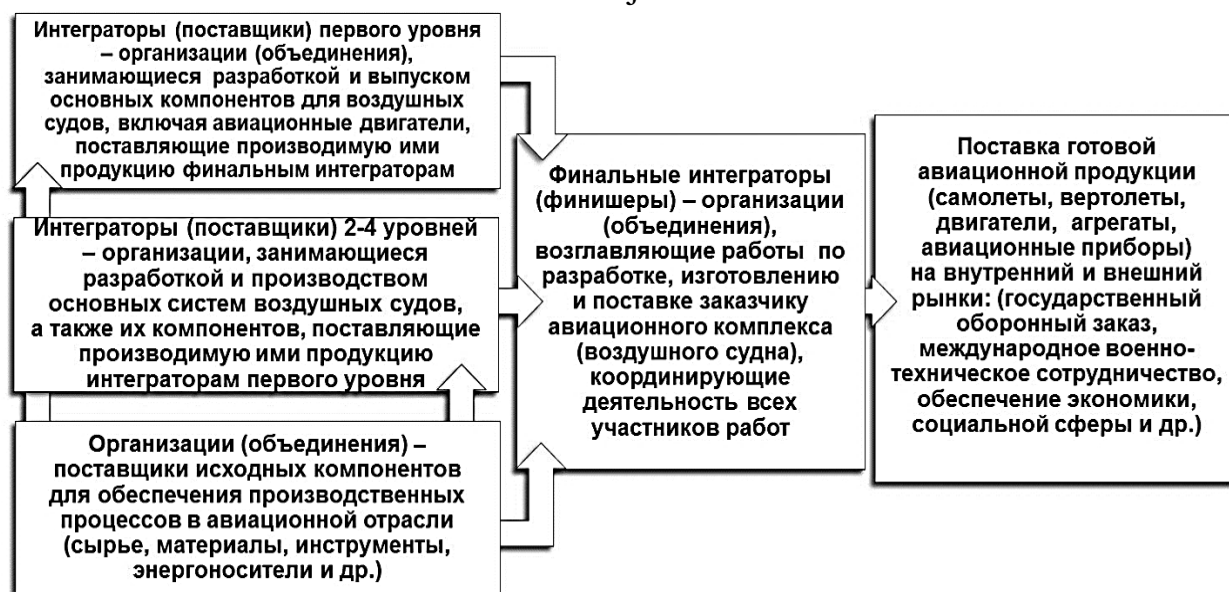 Интеграторы (поставщики) первого уровня
– организации (объединения),
занимающиеся разработкой и выпуском
основных компонентов для воздушных
судов, включая авиационные двигатели,
поставляющие производимую ими
продукцию финальным интеграторам
Интеграторы (поставщики) 2-4 уровней
– организации, занимающиеся
разработкой и производством
основных систем воздушных судов,
а также их компонентов, поставляющие
производимую ими продукцию
интеграторам первого уровня
Организации (объединения) –
поставщики исходных компонентов
для обеспечения производственных
процессов в авиационной отрасли
(сырье, материалы, инструменты,
энергоносители и др.)
Финальные интеграторы
(финишеры) – организации
(объединения),
возглавляющие работы по
разработке, изготовлению
и поставке заказчику
авиационного комплекса
(воздушного судна),
координирующие
деятельность всех
участников работ
Поставка готовой
авиационной продукции
(самолеты, вертолеты,
двигатели, агрегаты,
авиационные приборы)
на внутренний и внешний
рынки: (государственный
оборонный заказ,
международное военно-
техническое сотрудничество,
обеспечение экономики,
социальной сферы и др.)